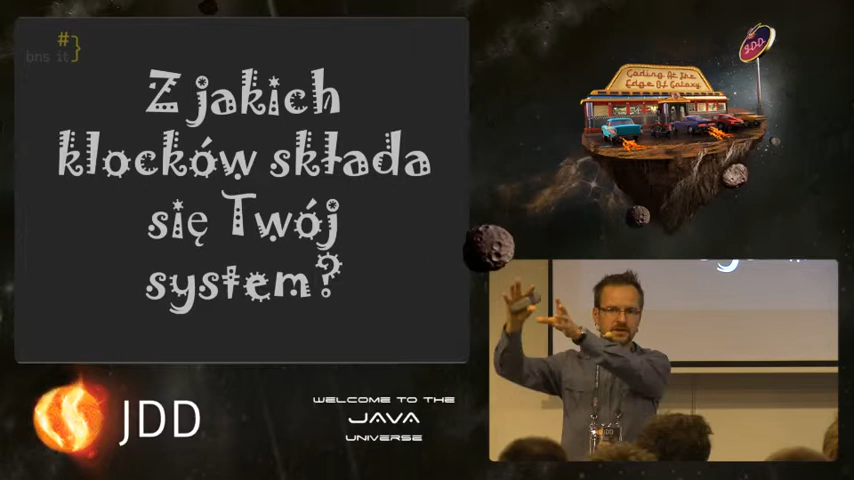 #}
bns it
Z jakich
klocków składa
się Twój
system?
Coding At The
Edge Of Galaxy
JDD
JDD
WELCOME TO THE
JAVA
UNIVERSE
JDD